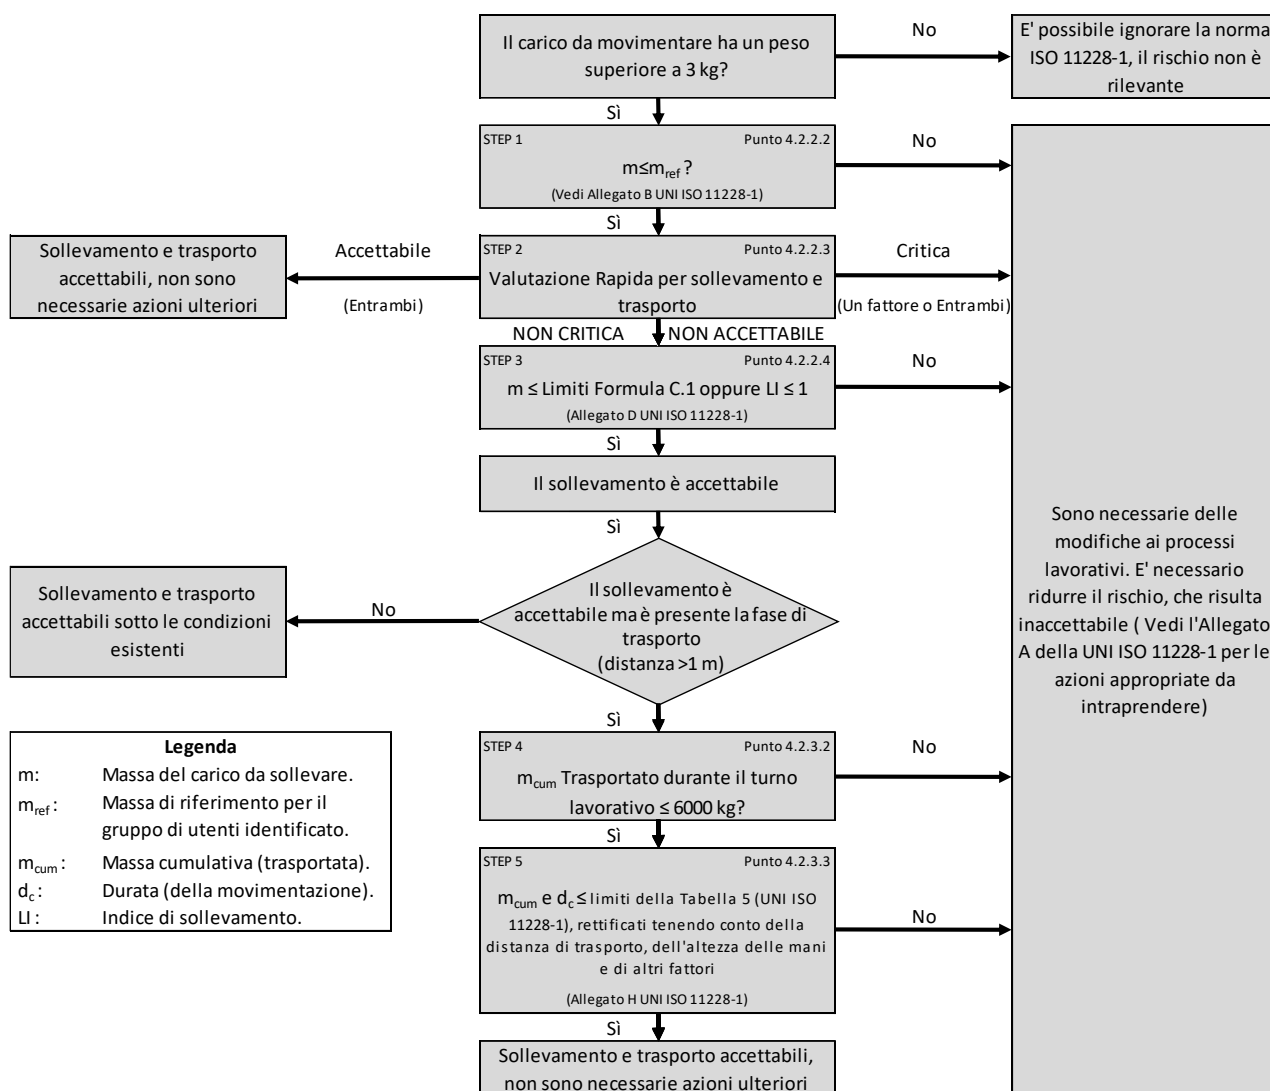 Il carico da movimentare ha un peso
superiore a 3 kg?
No
E' possibile ignorare la norma
ISO 11228-1, il rischio non è
rilevante
Sì
STEP 1 Punto 4.2.2.2
m≤mref ?
(Vedi Allegato B UNI ISO 11228-1)
No
Sì
Sollevamento e trasporto
accettabili, non sono
necessarie azioni ulteriori
Accettabile
(Entrambi)
STEP 2 Punto 4.2.2.3
Valutazione Rapida per sollevamento e
trasporto
Critica
(Un fattore o Entrambi)
NON CRITICA NON ACCETTABILE
STEP 3 Punto 4.2.2.4
m ≤ Limiti Formula C.1 oppure LI ≤ 1
(Allegato D UNI ISO 11228-1)
No
Sì
Il sollevamento è accettabile
Sì
Il sollevamento è
accettabile ma è presente la fase di
trasporto
(distanza >1 m)
No
Sollevamento e trasporto
accettabili sotto le condizioni
esistenti
Sono necessarie delle
modifiche ai processi
lavorativi. E' necessario
ridurre il rischio, che risulta
inaccettabile ( Vedi l'Allegato
A della UNI ISO 11228-1 per le
azioni appropriate da
intraprendere)
Sì
STEP 4 Punto 4.2.3.2
mcum Trasportato durante il turno
lavorativo ≤ 6000 kg?
No
Sì
STEP 5 Punto 4.2.3.3
mcum e dc ≤ limiti della Tabella 5 (UNI ISO
11228-1), rettificati tenendo conto della
distanza di trasporto, dell'altezza delle mani
e di altri fattori
(Allegato H UNI ISO 11228-1)
No
Sì
Sollevamento e trasporto accettabili,
non sono necessarie azioni ulteriori
Legenda
m: Massa del carico da sollevare.
mref : Massa di riferimento per il
gruppo di utenti identificato.
mcum : Massa cumulativa (trasportata).
dc : Durata (della movimentazione).
LI : Indice di sollevamento.